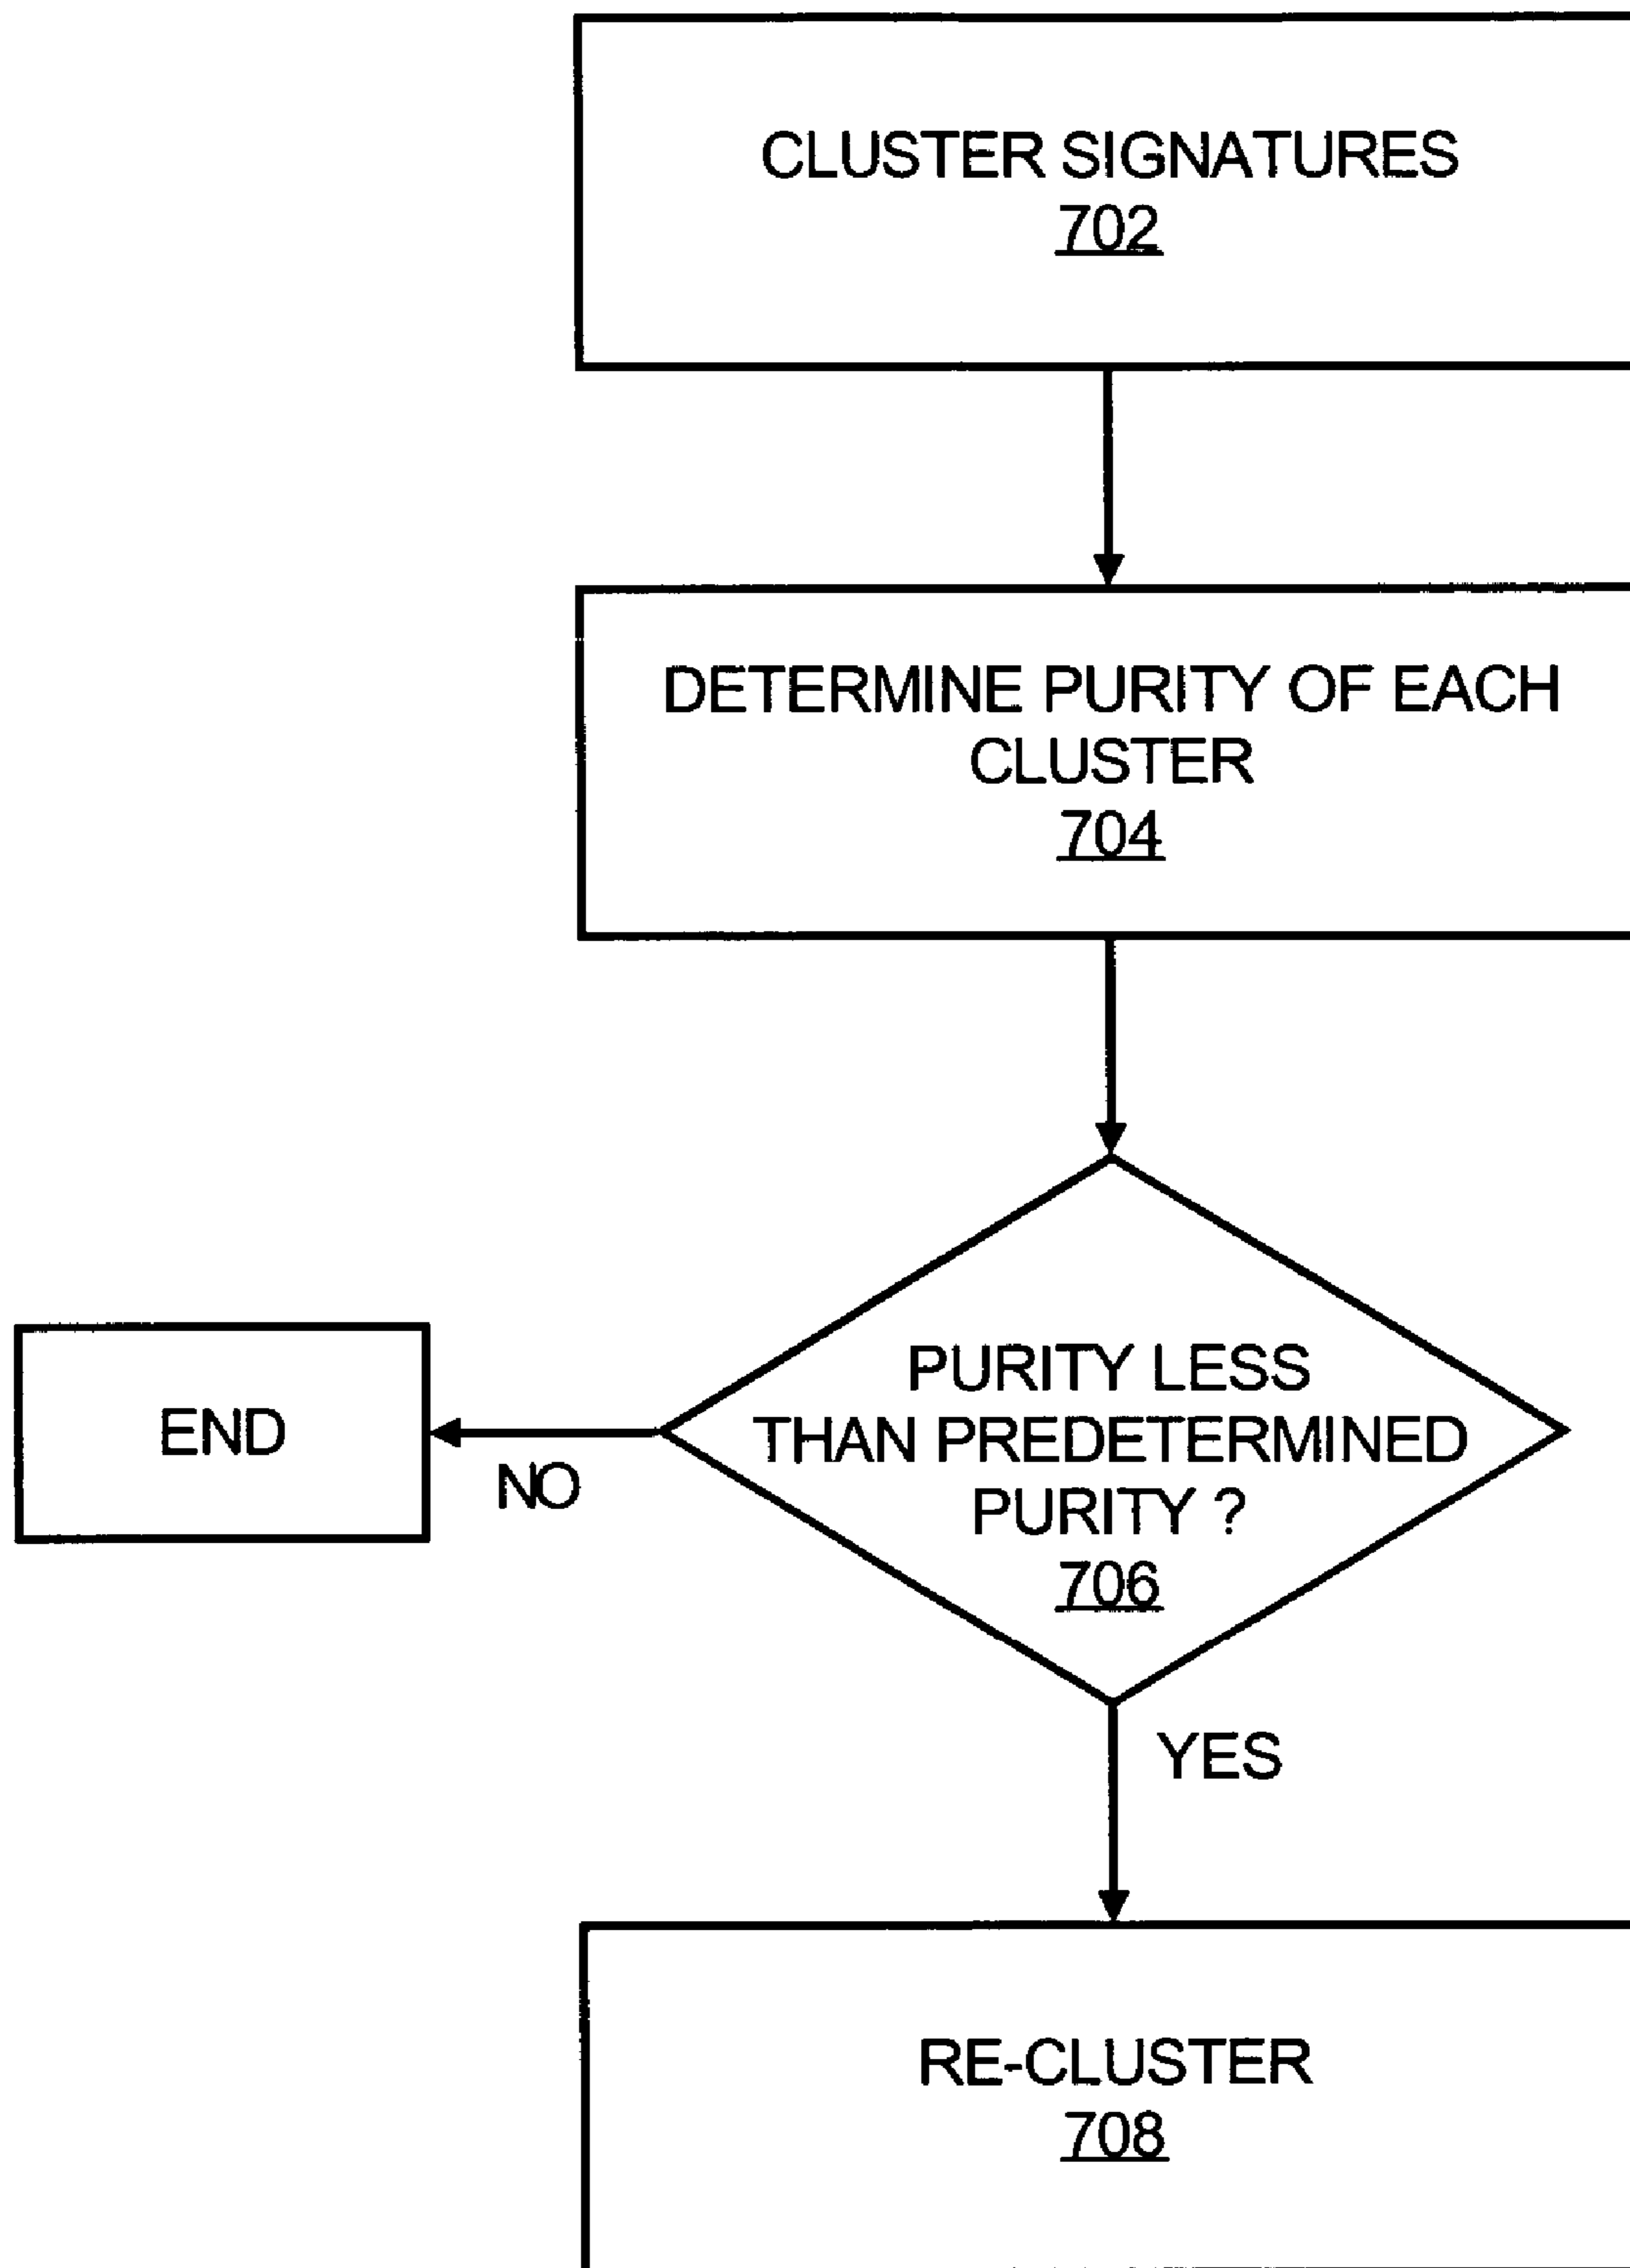 CLUSTER SIGNATURES
702
DETERMINE PURITY OF EACH
CLUSTER
704
PURITY LESS
THAN PREDETERMINED
PURITY ?
706
END
NO
YES
RE-CLUSTER
708